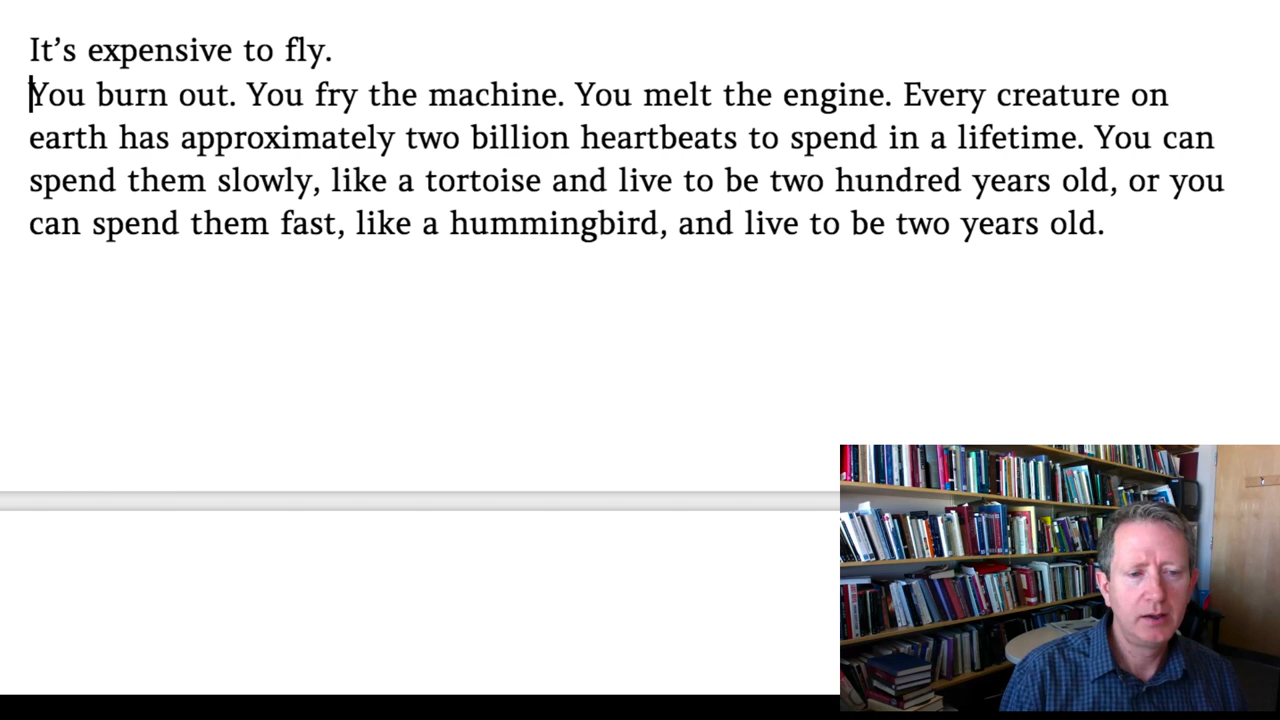 It’s expensive to fly.
You burn out. You fry the machine. You melt the engine. Every creature on
earth has approximately two billion heartbeats to spend in a lifetime. You can
spend them slowly, like a tortoise and live to be two hundred years old, or you
can spend them fast, like a hummingbird, and live to be two years old.